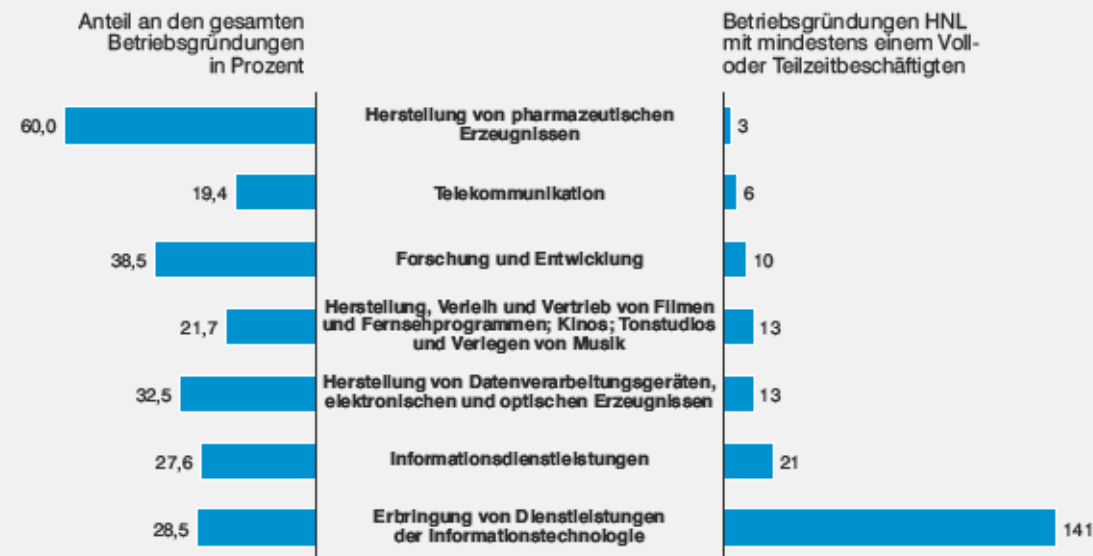 Anteil an den gesamten
Betriebsgründungen
in Prozent
Betriebsgründungen HNL
mit mindestens einem Voll-
oder Teilzeitbeschäftigten
60,0
Herstellung von pharmazeutischen
Erzeugnissen
3
19,4
Telekommunikation
6
38,5
Forschung und Entwicklung
10
21,7
Herstellung, Verleih und Vertrieb von Filmen
und Fernsehprogrammen; Kinos; Tonstudios
und Verlegen von Musik
13
32,5
Herstellung von Datenverarbeitungsgeräten,
elektronischen und optischen Erzeugnissen
13
27,6
Informationsdienstleistungen
21
28,5
Erbringung von Dienstleistungen
der Informationstechnologie
141